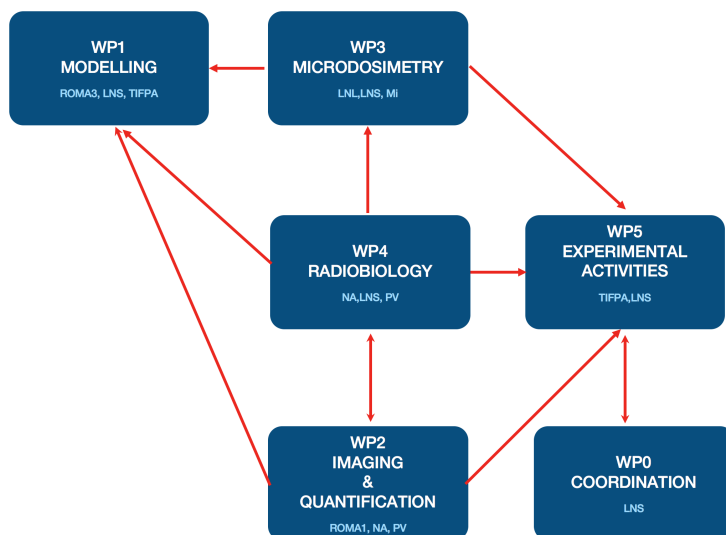 WP1
MODELLING
ROMA3, LNS, TIFPA
WP3
MICRODOSIMETRY
LNL,LNS, Mi
WP4
RADIOBIOLOGY
NA,LNS, PV
WP5
EXPERIMENTAL
ACTIVITIES
TIFPA,LNS
WP2
IMAGING
&
QUANTIFICATION
ROMA1, NA, PV
WP0
COORDINATION
LNS